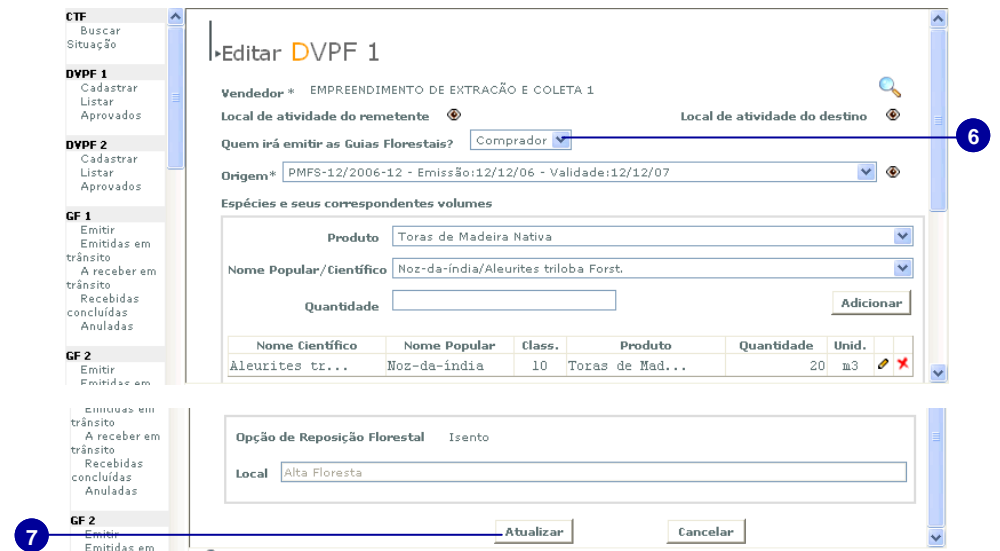 CTF
Buscar
Situação
DVPF 1
Cadastrar
Listar
Aprovados
DVPF 2
Cadastrar
Listar
Aprovados
GF 1
Emitir
Emitidas em
trânsito
A receber em
trânsito
Recebidas
concluídas
Anuladas
GF 2
Emitir
Emitidas em
Editar DVPF 1
Vendedor * EMPREENDIMENTO DE EXTRACÃO E COLETA 1
Local de atividade do remetente Local de atividade do destino
Quem irá emitir as Guias Florestais? Comprador
6
Origem* PMFS-12/2006-12 - Emissão:12/12/06 - Validade:12/12/07
Espécies e seus correspondentes volumes
Produto Toras de Madeira Nativa
Nome Popular/Científico Noz-da-índia/Aleurites triloba Forst.
Quantidade Adicionar
Nome Científico Nome Popular Class. Produto Quantidade Unid.
Aleurites tr... Noz-da-índia 10 Toras de Mad... 20 m3
Emitidas em
trânsito
A receber em
trânsito
Recebidas
concluídas
Anuladas
GF 2
Emitir
Emitidas em
Opção de Reposição Florestal Isento
Local Alta Floresta
7
Atualizar Cancelar